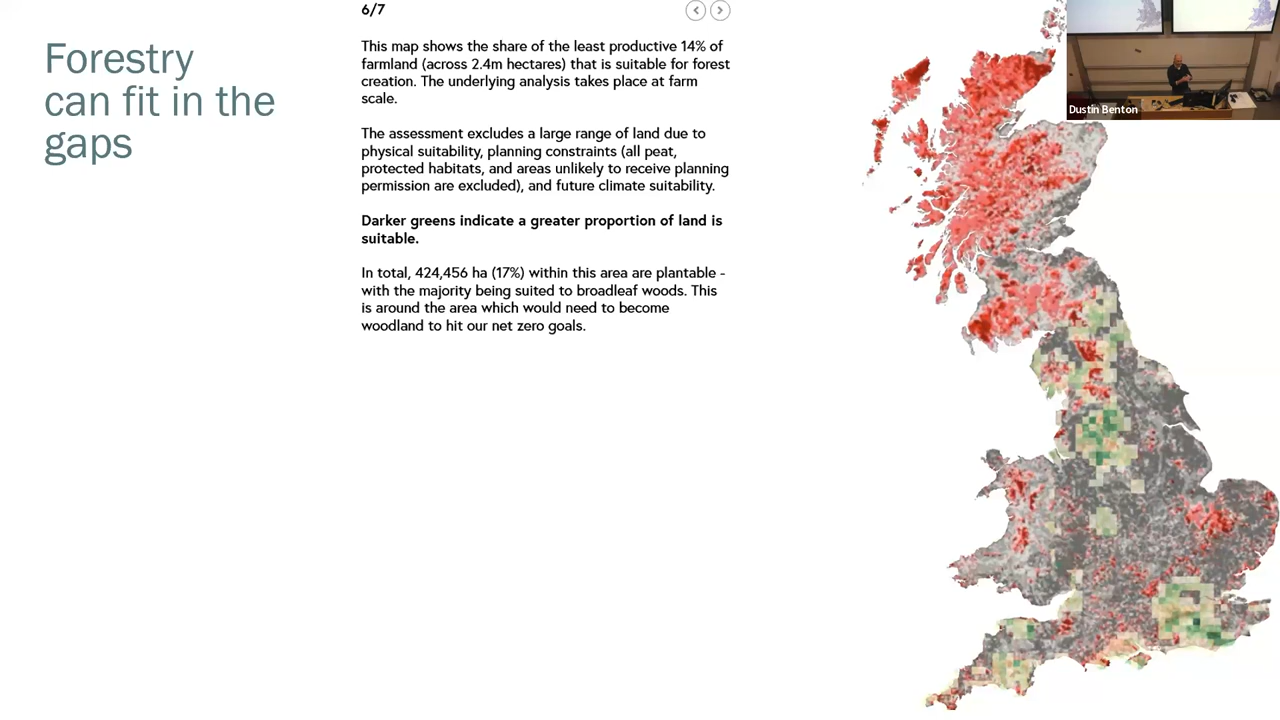 Forestry
can fit in the
gaps
6/7
This map shows the share of the least productive 14% of
farmland (across 2.4m hectares) that is suitable for forest
creation. The underlying analysis takes place at farm
scale.
The assessment excludes a large range of land due to
physical suitability, planning constraints (all peat,
protected habitats, and areas unlikely to receive planning
permission are excluded), and future climate suitability.
Darker greens indicate a greater proportion of land is
suitable.
In total, 424,456 ha (17%) within this area are plantable -
with the majority being suited to broadleaf woods. This
is around the area which would need to become
woodland to hit our net zero goals.
Dustin Benton